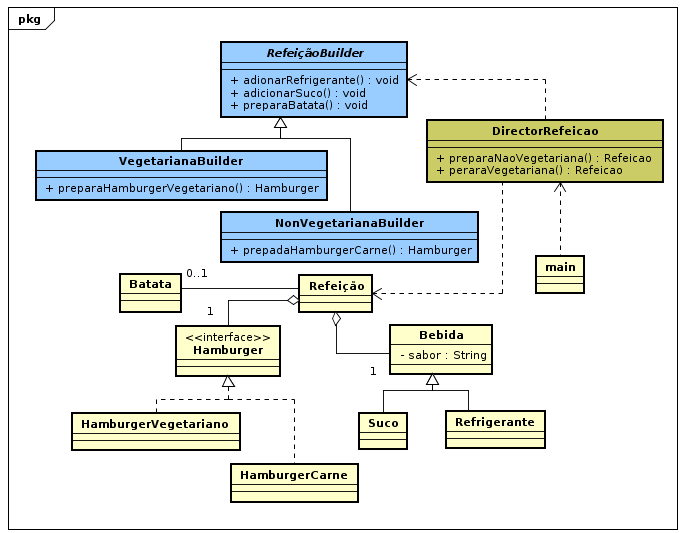 pkg
RefeiçãoBuilder
+ adionarRefrigerante() : void
+ adicionarSuco() : void
+ preparaBatata() : void
DirectorRefeicao
+ preparaNaoVegetariana() : Refeicao
+ peraraVegetariana() : Refeicao
VegetarianaBuilder
+ preparaHamburgerVegetariano() : Hamburger
NonVegetarianaBuilder
+ prepadaHamburgerCarne() : Hamburger
main
Batata
0..1
Refeição
1
<<interface>>
Hamburger
Bebida
- sabor : String
1
HamburgerVegetariano
Suco
Refrigerante
HamburgerCarne